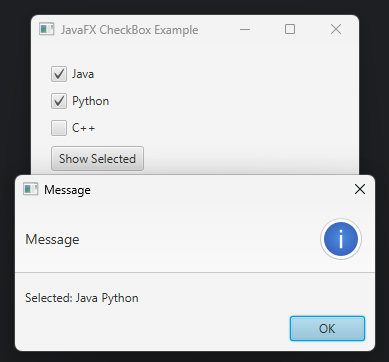 JavaFX CheckBox Example
Java
Python
C++
Show Selected
Message
Message
i
Selected: Java Python
OK